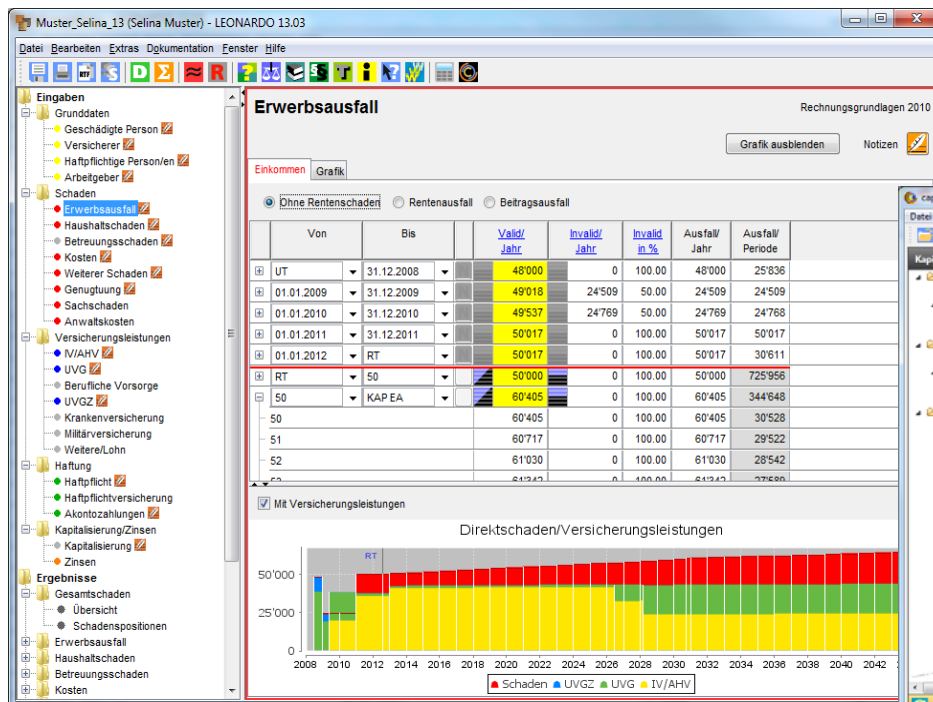 Muster_Selina_13 (Selina Muster) - LEONARDO 13.03
Datei Bearbeiten Extras Dokumentation Fenster Hilfe
Eingaben
Grunddaten
Geschädigte Person
Versicherer
Haftpflichtige Person/en
Arbeitgeber
Schaden
Erwerbsausfall
Haushaltschaden
Betreuungsschaden
Kosten
Weiterer Schaden
Genugtuung
Sachschaden
Anwaltskosten
Versicherungsleistungen
IV/AHV
UVG
Berufliche Vorsorge
UVGZ
Krankenversicherung
Militärversicherung
Weitere/Lohn
Haftung
Haftpflicht
Haftpflichtversicherung
Akontozahlungen
Kapitalisierung/Zinsen
Kapitalisierung
Zinsen
Ergebnisse
Gesamtschaden
Übersicht
Schadenspositionen
Erwerbsausfall
Haushaltschaden
Betreuungsschaden
Kosten
Erwerbsausfall Rechnungsgrundlagen 2010
Grafik ausblenden Notizen
Einkommen Grafik
Ohne Rentenschaden Rentenausfall Beitragsausfall
Von Bis Valid/ Jahr Invalid/ Jahr Invalid in % Ausfall/ Jahr Ausfall/ Periode
UT 31.12.2008 48'000 0 100.00 48'000 25'836
01.01.2009 31.12.2009 49'018 24'509 50.00 24'509 24'509
01.01.2010 31.12.2010 49'537 24'769 50.00 24'769 24'768
01.01.2011 31.12.2011 50'017 0 100.00 50'017 50'017
01.01.2012 RT 50'017 0 100.00 50'017 30'611
RT 50 50'000 0 100.00 50'000 725'956
50 KAP EA 60'405 0 100.00 60'405 344'648
50 60'405 0 100.00 60'405 30'528
51 60'717 0 100.00 60'717 29'522
52 61'030 0 100.00 61'030 28'542
Mit Versicherungsleistungen
Direktschaden/Versicherungsleistungen
RT
50'000
25'000
0
2008 2010 2012 2014 2016 2018 2020 2022 2024 2026 2028 2030 2032 2034 2036 2038 2040 2042
Schaden UVGZ UVG IV/AHV
Datei